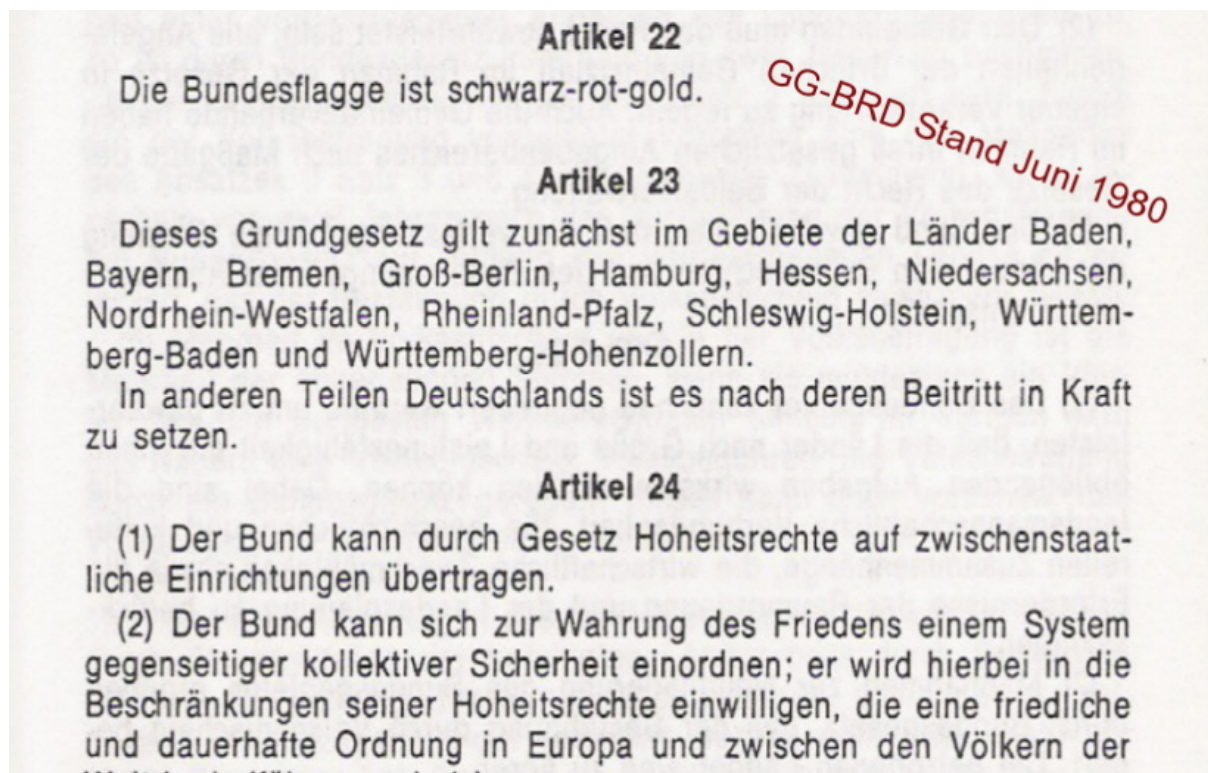 Artikel 22
Die Bundesflagge ist schwarz-rot-gold.
GG-BRD Stand Juni 1980
Artikel 23
Dieses Grundgesetz gilt zunächst im Gebiete der Länder Baden,
Bayern, Bremen, Groß-Berlin, Hamburg, Hessen, Niedersachsen,
Nordrhein-Westfalen, Rheinland-Pfalz, Schleswig-Holstein, Württem-
berg-Baden und Württemberg-Hohenzollern.
In anderen Teilen Deutschlands ist es nach deren Beitritt in Kraft
zu setzen.
Artikel 24
(1) Der Bund kann durch Gesetz Hoheitsrechte auf zwischenstaat-
liche Einrichtungen übertragen.
(2) Der Bund kann sich zur Wahrung des Friedens einem System
gegenseitiger kollektiver Sicherheit einordnen; er wird hierbei in die
Beschränkungen seiner Hoheitsrechte einwilligen, die eine friedliche
und dauerhafte Ordnung in Europa und zwischen den Völkern der